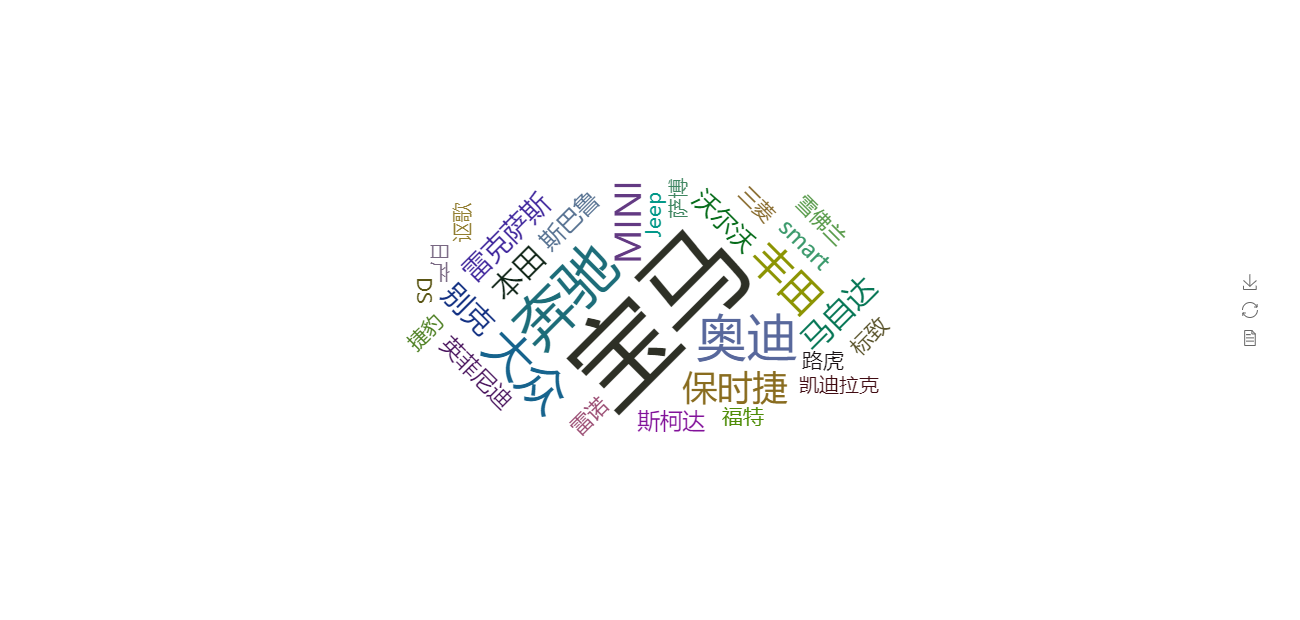 萨博
MINI
Jeep
沃尔沃
三菱
雪佛兰
讴歌
雷克萨斯
斯巴鲁
smart
日产
本田
奔驰
宝马
丰田
DS
别克
马自达
捷豹
英菲尼迪
大众
奥迪
标致
路虎
保时捷
凯迪拉克
雷诺
斯柯达
福特